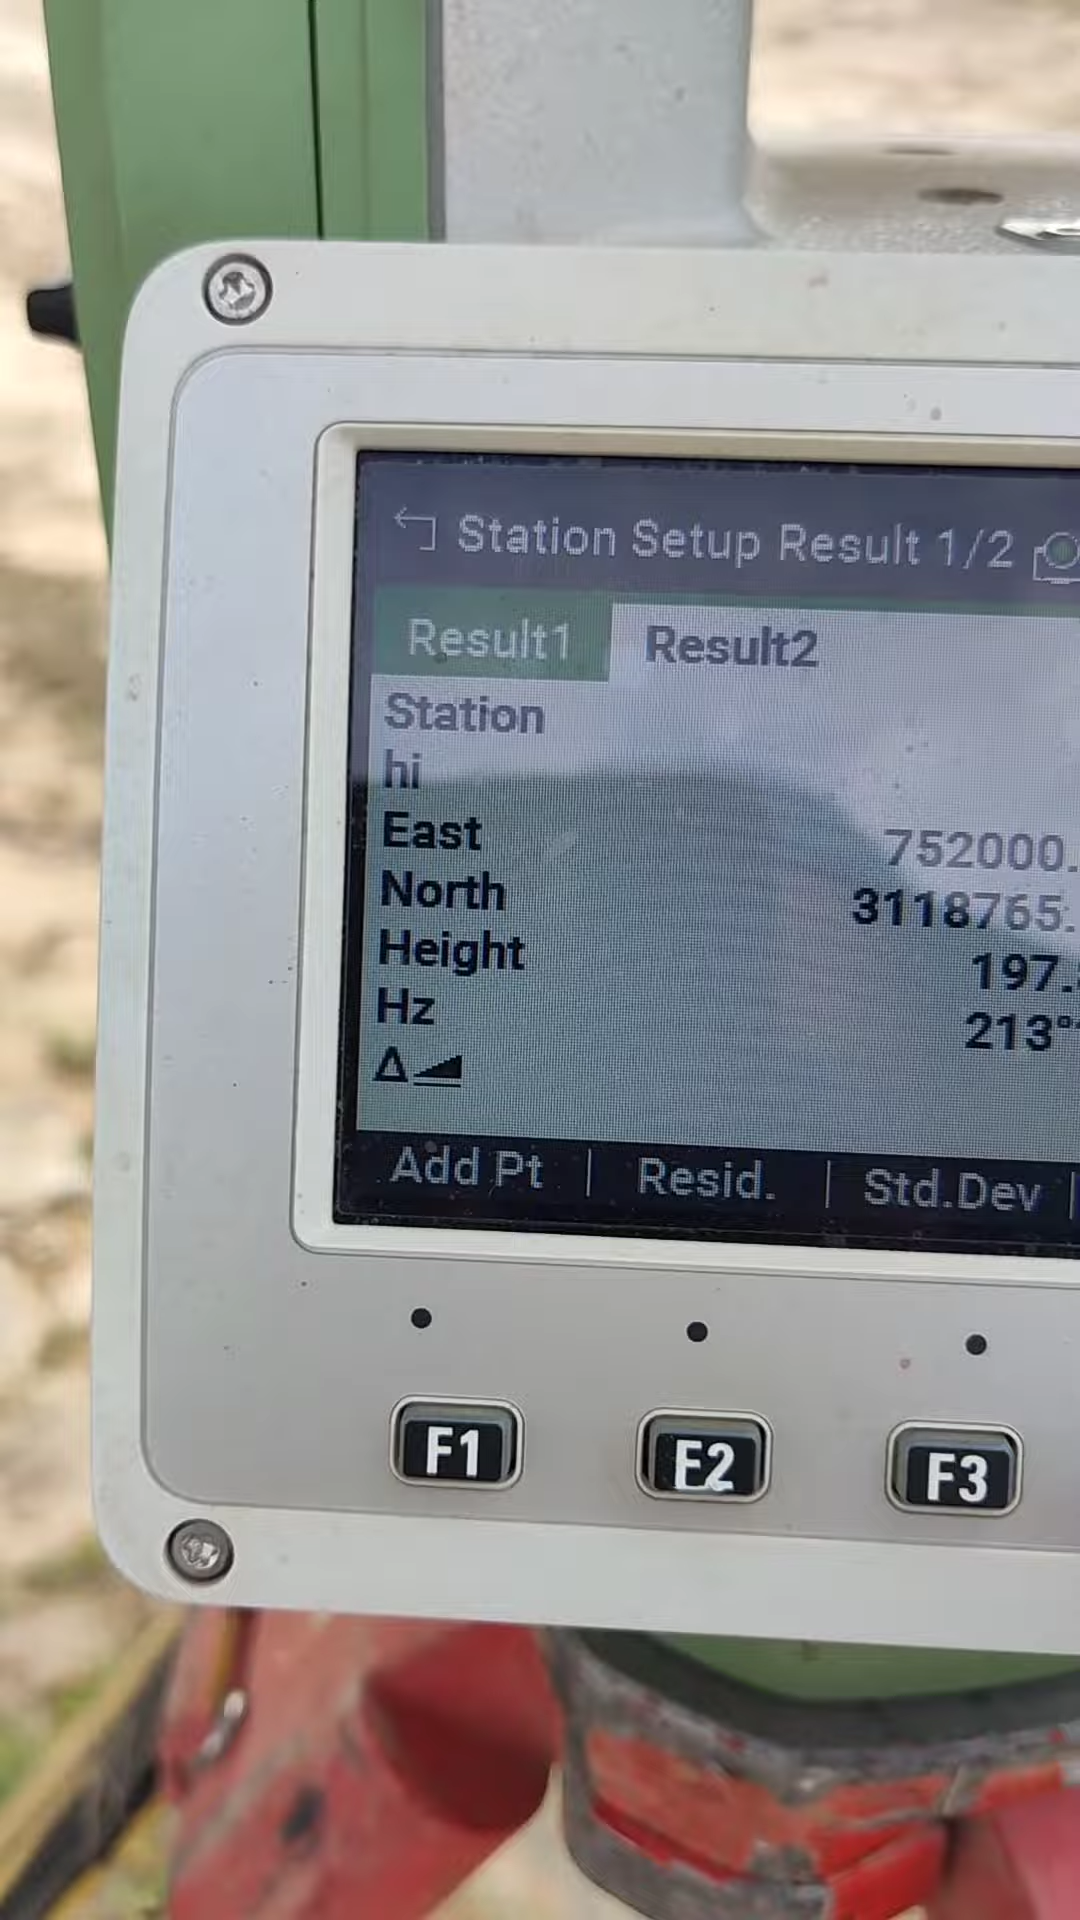 Station Setup Result 1/2
Result1 Result2
Station
hi
East 752000.
North 3118765.
Height 197.
Hz 213°
Δ
Add Pt | Resid. | Std.Dev |
F1 F2 F3